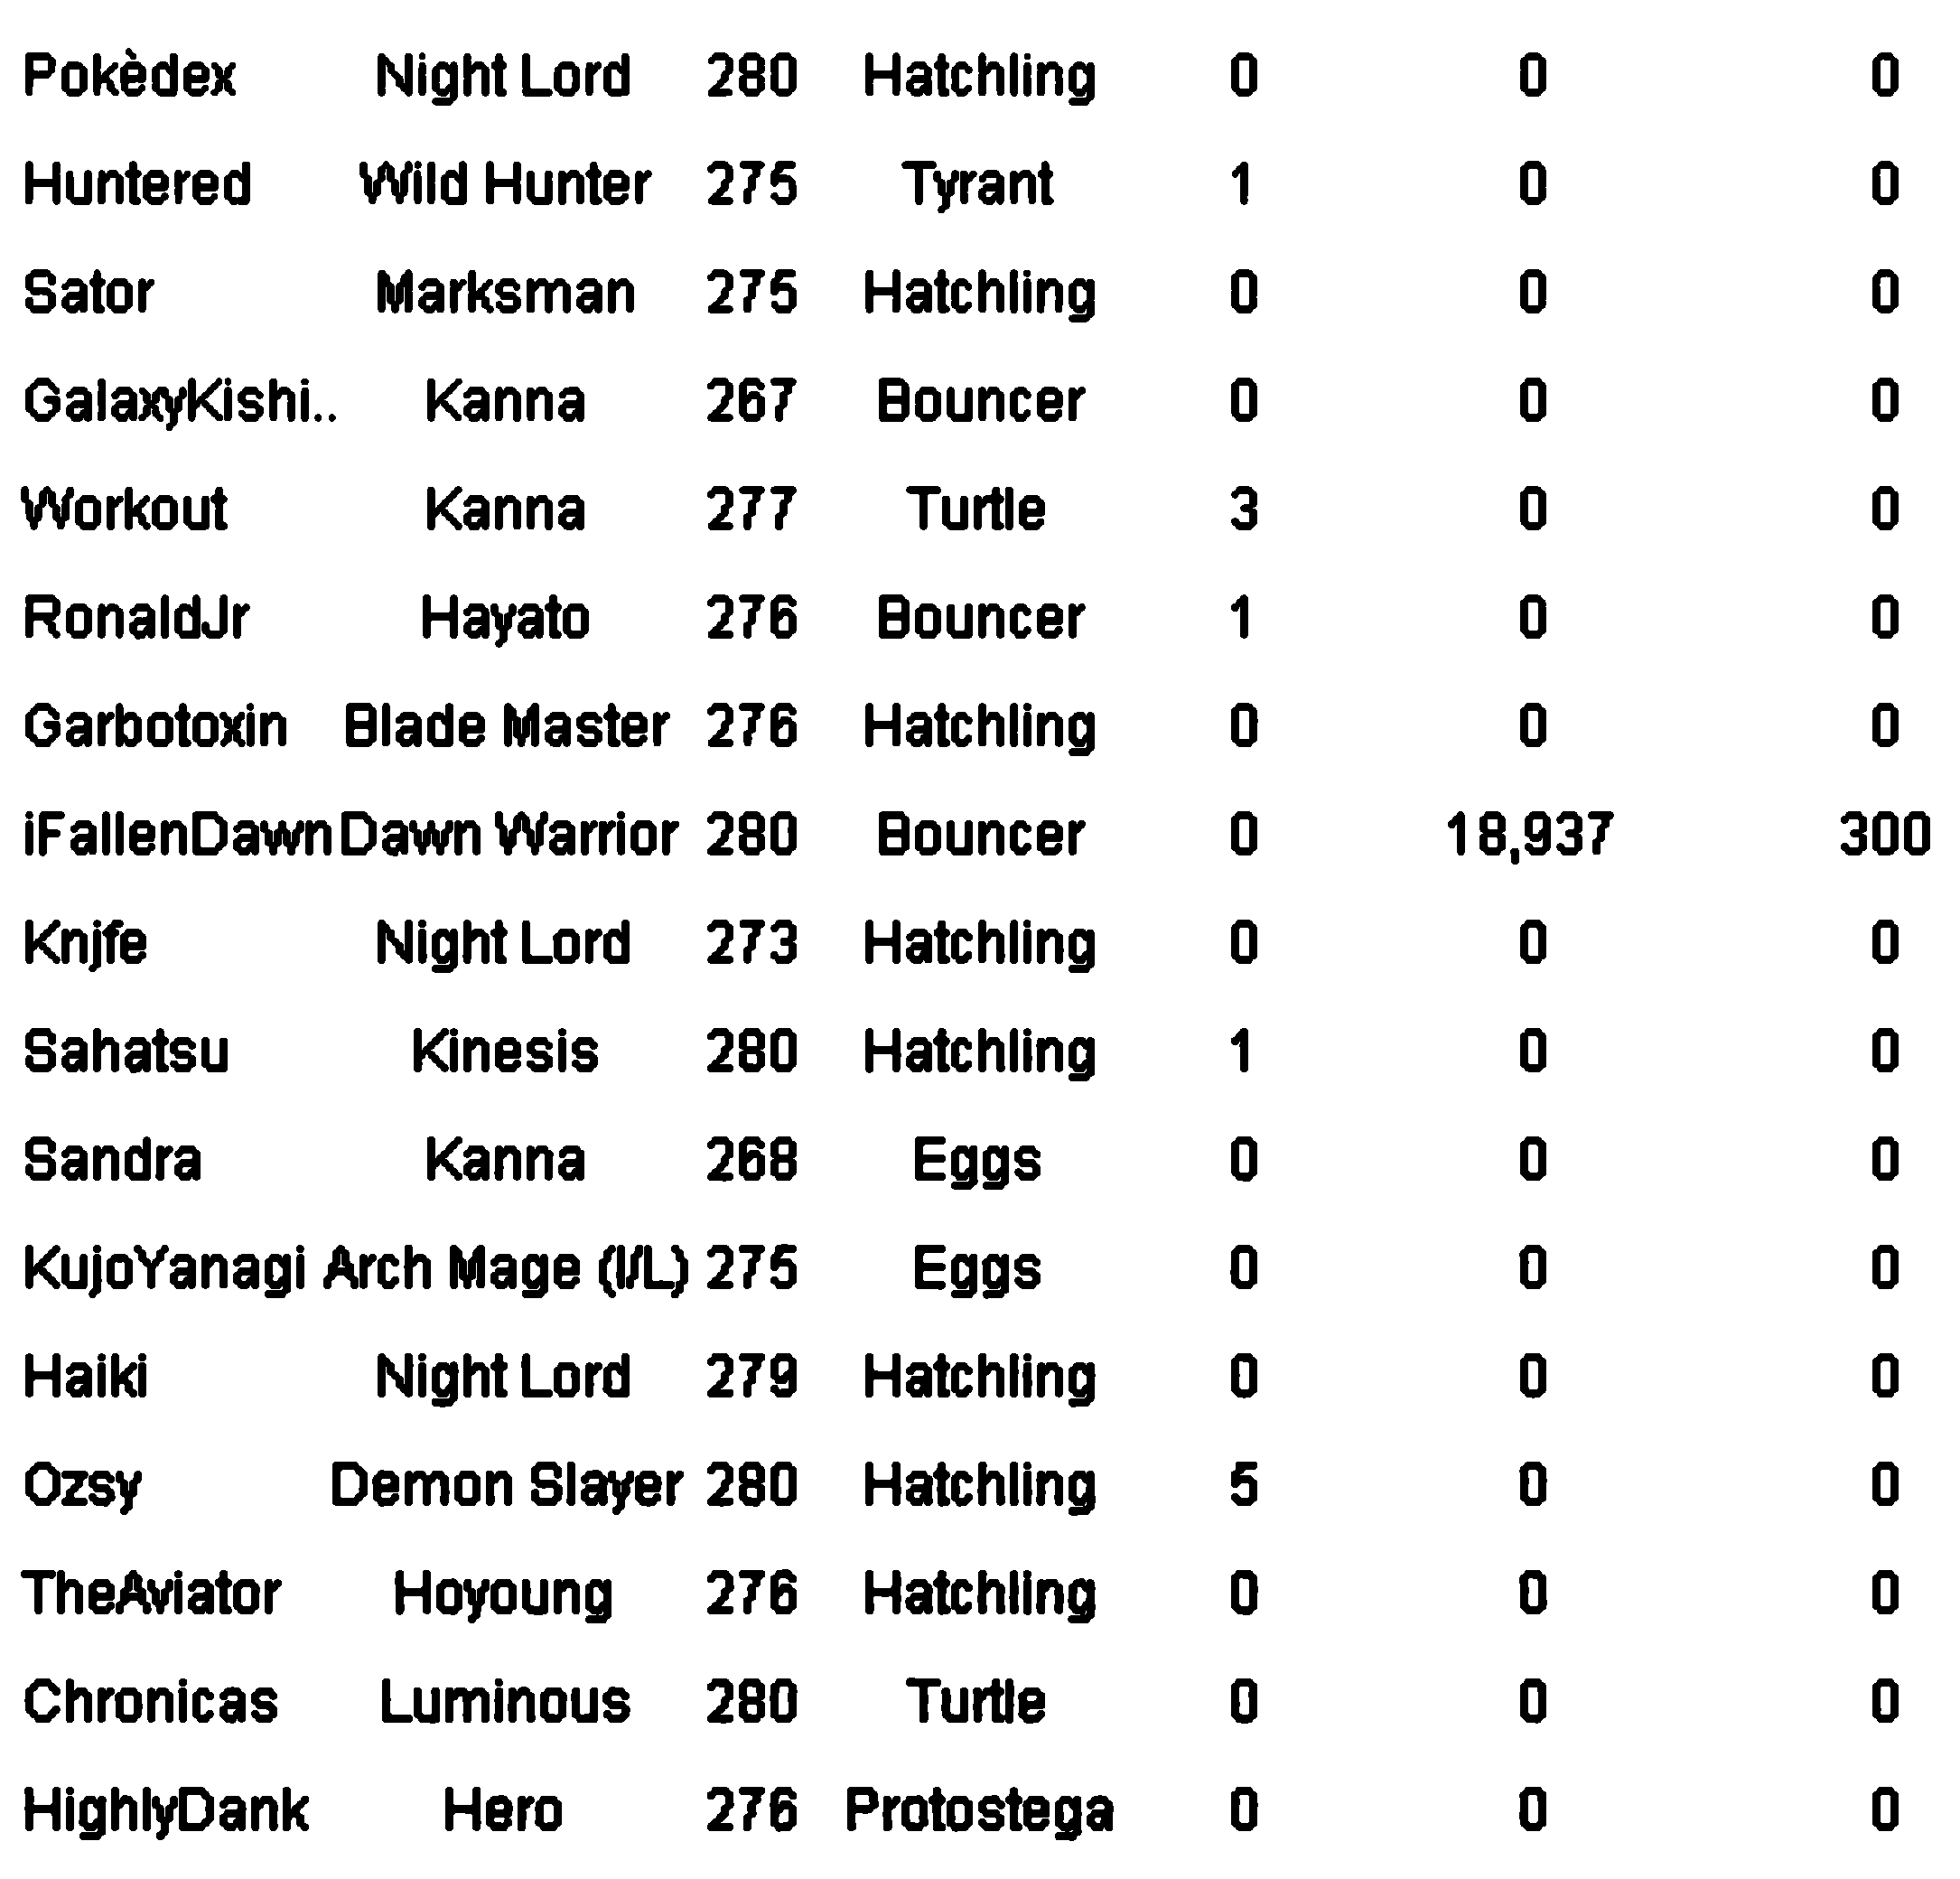 Pokèdex Night Lord 280 Hatchling 0 0 0
Huntered Wild Hunter 275 Tyrant 1 0 0
Sator Marksman 275 Hatchling 0 0 0
GalaxyKishi.. Kanna 267 Bouncer 0 0 0
Workout Kanna 277 Turtle 3 0 0
RonaldJr Hayato 276 Bouncer 1 0 0
Garbotoxin Blade Master 276 Hatchling 0 0 0
iFallenDawn Dawn Warrior 280 Bouncer 0 18,937 300
Knjfe Night Lord 273 Hatchling 0 0 0
Sahatsu Kinesis 280 Hatchling 1 0 0
Sandra Kanna 268 Eggs 0 0 0
KujoYanagi Arch Mage (I/L) 275 Eggs 0 0 0
Haiki Night Lord 279 Hatchling 0 0 0
Ozsy Demon Slayer 280 Hatchling 5 0 0
TheAviator Hoyoung 276 Hatchling 0 0 0
Chronicas Luminous 280 Turtle 0 0 0
HighlyDank Hero 276 Protostega 0 0 0